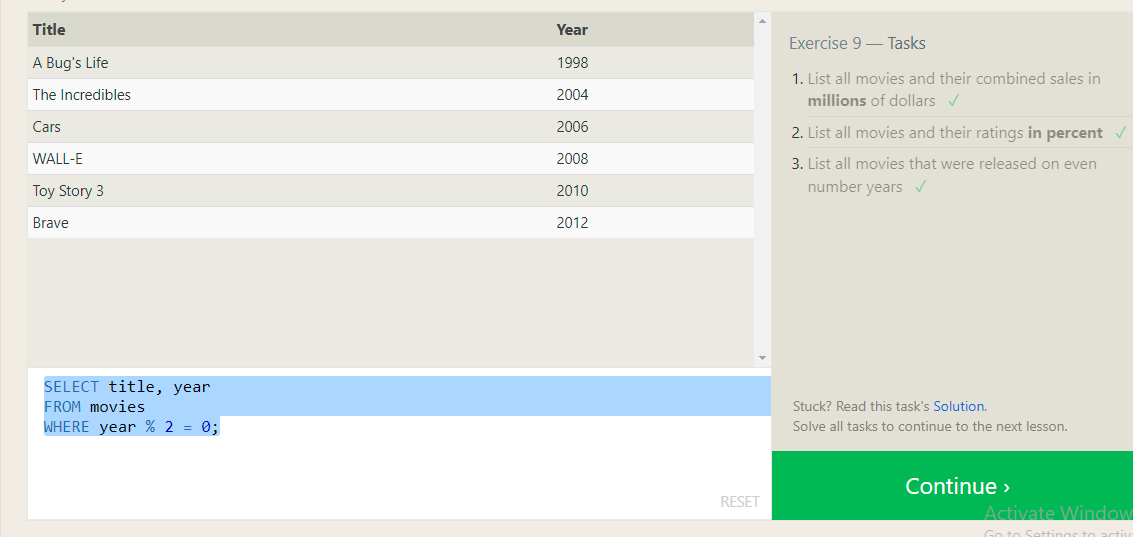 Title Year
A Bug's Life 1998
The Incredibles 2004
Cars 2006
WALL-E 2008
Toy Story 3 2010
Brave 2012
SELECT title, year
FROM movies
WHERE year % 2 = 0;
RESET
Exercise 9 — Tasks
1. List all movies and their combined sales in
millions of dollars ✓
2. List all movies and their ratings in percent ✓
3. List all movies that were released on even
number years ✓
Stuck? Read this task's Solution.
Solve all tasks to continue to the next lesson.
Continue ›
Activate Window
Go to Settings to activ